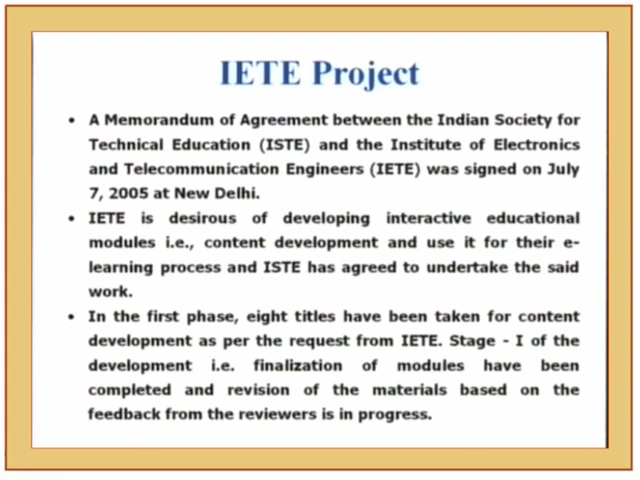 IETE Project
• A Memorandum of Agreement between the Indian Society for
Technical Education (ISTE) and the Institute of Electronics
and Telecommunication Engineers (IETE) was signed on July
7, 2005 at New Delhi.
• IETE is desirous of developing interactive educational
modules i.e., content development and use it for their e-
learning process and ISTE has agreed to undertake the said
work.
• In the first phase, eight titles have been taken for content
development as per the request from IETE. Stage - I of the
development i.e. finalization of modules have been
completed and revision of the materials based on the
feedback from the reviewers is in progress.